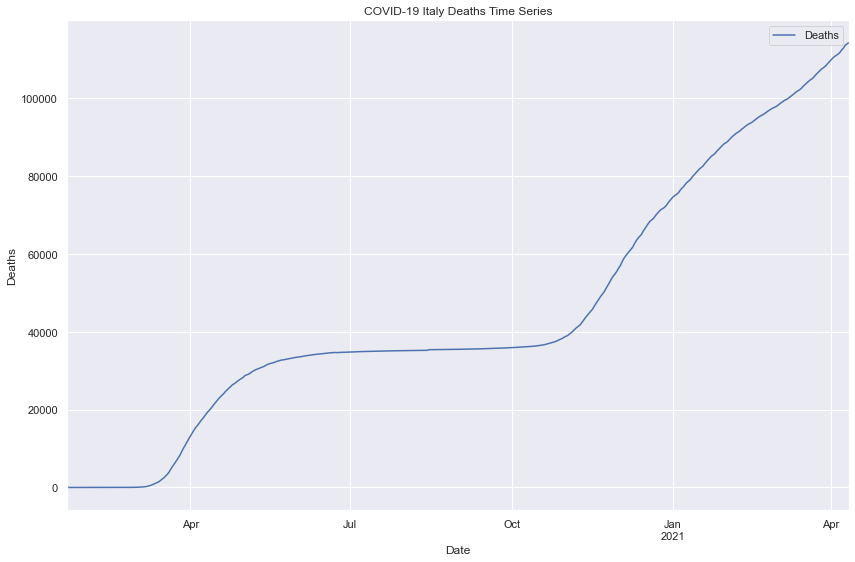 COVID-19 Italy Deaths Time Series
Deaths
100000
80000
60000
40000
20000
0
Deaths
Apr
Jul
Oct
Jan
2021
Apr
Date